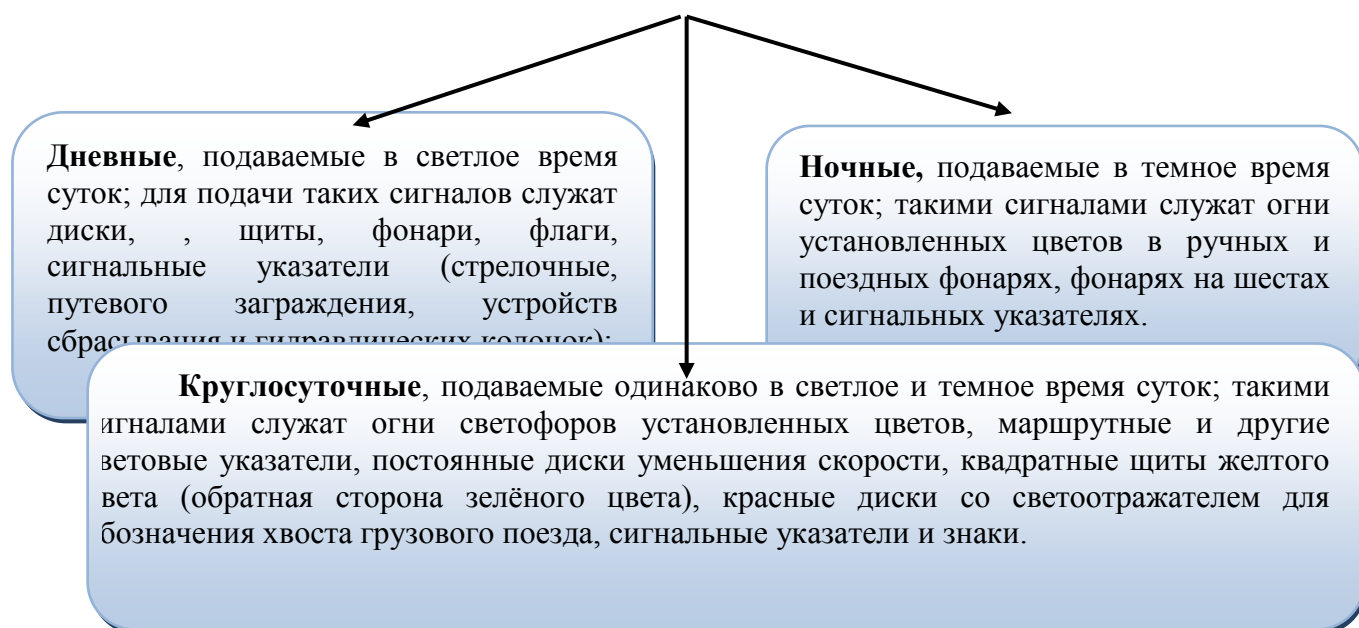 Дневные, подаваемые в светлое время
суток; для подачи таких сигналов служат
диски, , щиты, фонари, флаги,
сигнальные указатели (стрелочные,
путевого заграждения, устройств
сбрасывания и гидравлических колонок);
Ночные, подаваемые в темное время
суток; такими сигналами служат огни
установленных цветов в ручных и
поездных фонарях, фонарях на шестах
и сигнальных указателях.
Круглосуточные, подаваемые одинаково в светлое и темное время суток; такими
игналами служат огни светофоров установленных цветов, маршрутные и другие
ветовые указатели, постоянные диски уменьшения скорости, квадратные щиты желтого
вета (обратная сторона зелёного цвета), красные диски со светоотражателем для
бозначения хвоста грузового поезда, сигнальные указатели и знаки.